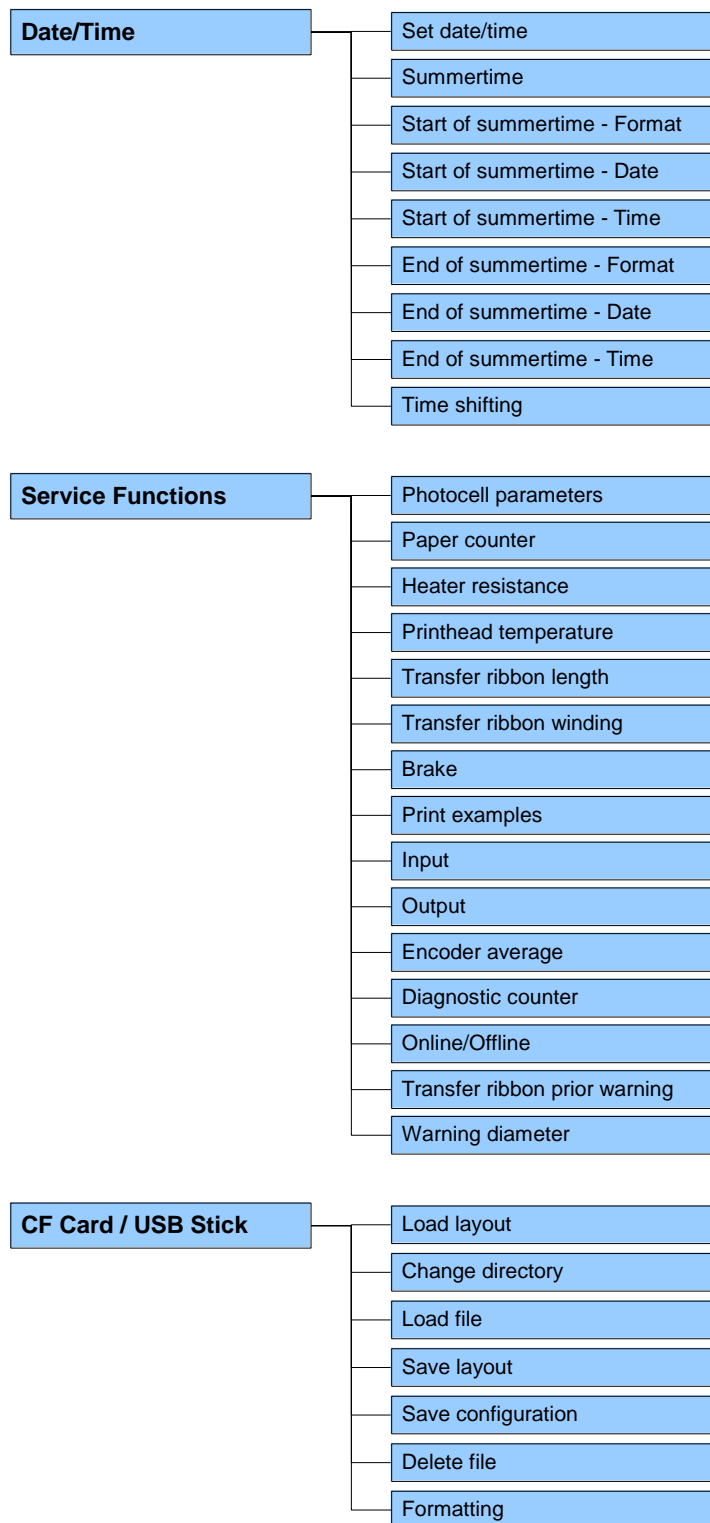 Date/Time
Set date/time
Summertime
Start of summertime - Format
Start of summertime - Date
Start of summertime - Time
End of summertime - Format
End of summertime - Date
End of summertime - Time
Time shifting
Service Functions
Photocell parameters
Paper counter
Heater resistance
Printhead temperature
Transfer ribbon length
Transfer ribbon winding
Brake
Print examples
Input
Output
Encoder average
Diagnostic counter
Online/Offline
Transfer ribbon prior warning
Warning diameter
CF Card / USB Stick
Load layout
Change directory
Load file
Save layout
Save configuration
Delete file
Formatting